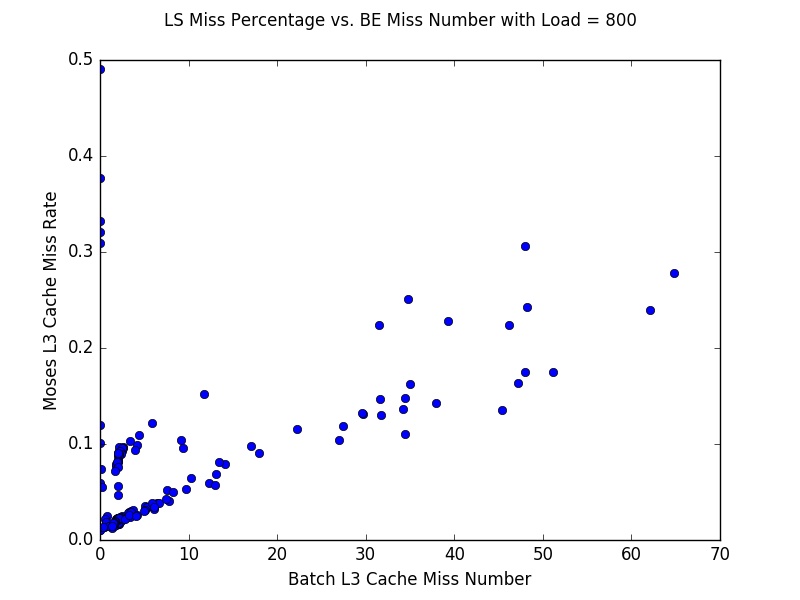 LS Miss Percentage vs. BE Miss Number with Load = 800
0.5
0.4
0.3
0.2
0.1
0.0
Moses L3 Cache Miss Rate
0 10 20 30 40 50 60 70
Batch L3 Cache Miss Number